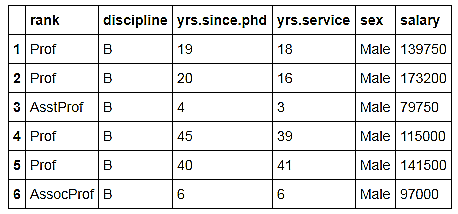 rank discipline yrs.since.phd yrs.service sex salary
1 Prof B 19 18 Male 139750
2 Prof B 20 16 Male 173200
3 AsstProf B 4 3 Male 79750
4 Prof B 45 39 Male 115000
5 Prof B 40 41 Male 141500
6 AssocProf B 6 6 Male 97000